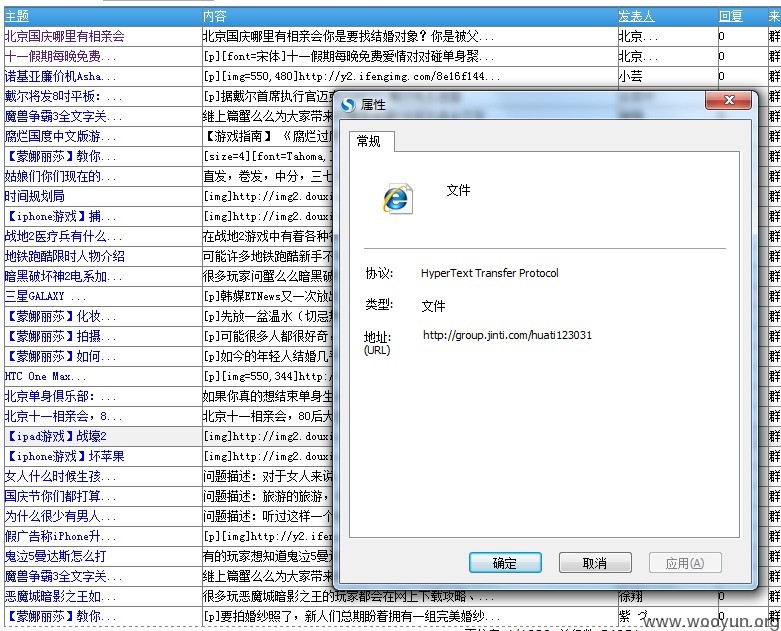 主题 内容 发表人 回复 来
北京国庆哪里有相亲会 北京国庆哪里有相亲会你是要找结婚对象? 你是被父... 北京... 0 群
十一假期每晚免费... [p][font=宋体]十一假期每晚免费爱情对对碰单身聚... 北京... 0 群
诺基亚廉价机Asha... [p][img=550,480]http://y2.ifengimg.com/8e16f144... 小芸 0 群
戴尔将发8吋平板: ... [p]据戴尔首席执行官迈 群
魔兽争霸3全文字关... 继上篇蟹么么为大家带来 群
腐烂国度中文版游... 【游戏指南】 《腐烂过 群
【蒙娜丽莎】教你... [size=4][font=Tahoma, 群
姑娘们你们现在的... 直发，卷发，中分，三七 群
时间规划局 [img]http://img2.douxi 群
【iphone游戏】捕... [img]http://img2.douxi 群
战地2医疗兵有什么... 在战地2游戏中有着各种 群
地铁跑酷限时人物介绍 可能许多地铁跑酷新手不 群
暗黑破坏神2电系加... 很多玩家问蟹么么暗黑破 群
三星GALAXY ... [p]韩媒ETNews又一次放出 群
【蒙娜丽莎】化妆... [p]先放一盆温水（切忌 群
【蒙娜丽莎】拍摄... [p]可能很多人都很好奇 群
【蒙娜丽莎】如何... [p]如今的年轻人结婚几 群
HTC One Max... [p][img=550,344]http: 群
北京单身俱乐部: ... 如果你真的想结束单身生 群
北京十一相亲会，8... 北京十一相亲会，80后大 群
【ipad游戏】战壕2 [img]http://img2.douxi 群
【iphone游戏】坏苹果 [img]http://img2.douxi 群
女人什么时候生孩... 问题描述: 对于女人来说 群
国庆节你们都打算... 问题描述: 旅游的旅游， 群
为什么很少有男人... 问题描述: 听过这样一个 群
假广告称iPhone升... [p][img]http://y2.ifen 群
鬼泣5曼达斯怎么打 有的玩家想知道鬼泣5曼 群
魔兽争霸3全文字关... 继上篇蟹么么为大家带来 群
恶魔城暗影之王如... 很多玩恶魔城暗影之王的玩家都会在网上下载攻略、... 徐翔 0 群
【蒙娜丽莎】教你... [p]要拍婚纱照了，新人们总期盼着拥有一组完美婚纱... 紫 0 群
属性
常规
文件
协议: HyperText Transfer Protocol
类型: 文件
地址: http://group.jinti.com/huati123031
(URL)
确定 取消 应用(A)
www.wooyun.org